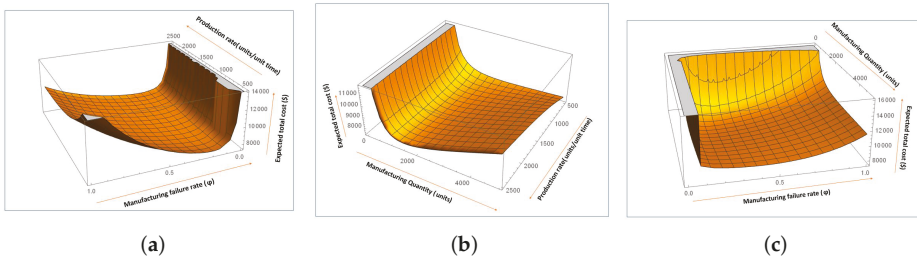 Production rate(units/unit time)
2500
2000
1500
1000
500
14000
12000
10000
8000
Expected total cost ($)
0.0
0.5
1.0
Manufacturing failure rate (φ)
(a)
11000
10000
9000
8000
Expected total cost ($)
0
2000
4000
Manufacturing Quantity (units)
500
1000
1500
2000
2500
Production rate(units/unit time)
(b)
Manufacturing Quantity (units)
0
2000
4000
16000
14000
12000
10000
8000
Expected total cost ($)
0.0
0.5
1.0
Manufacturing failure rate (φ)
(c)